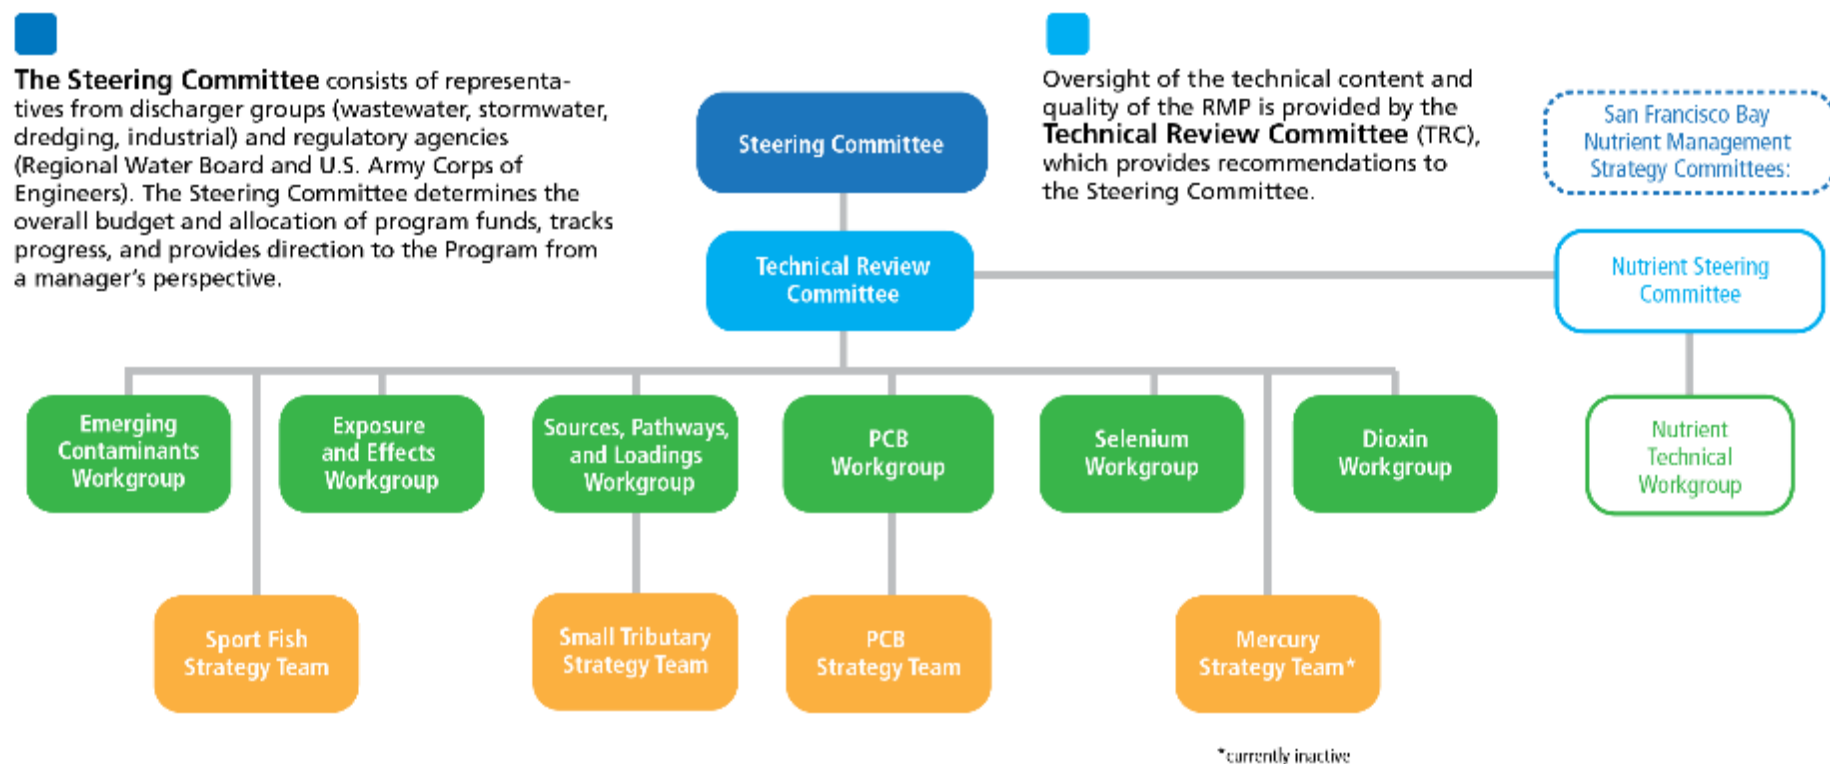 The Steering Committee consists of representa-
tives from discharger groups (wastewater, stormwater,
dredging, industrial) and regulatory agencies
(Regional Water Board and U.S. Army Corps of
Engineers). The Steering Committee determines the
overall budget and allocation of program funds, tracks
progress, and provides direction to the Program from
a manager's perspective.
Steering Committee
Oversight of the technical content and
quality of the RMP is provided by the
Technical Review Committee (TRC),
which provides recommendations to
the Steering Committee.
San Francisco Bay
Nutrient Management
Strategy Committees:
Technical Review
Committee
Nutrient Steering
Committee
Emerging
Contaminants
Workgroup
Exposure
and Effects
Workgroup
Sources, Pathways,
and Loadings
Workgroup
PCB
Workgroup
Selenium
Workgroup
Dioxin
Workgroup
Nutrient
Technical
Workgroup
Sport Fish
Strategy Team
Small Tributary
Strategy Team
PCB
Strategy Team
Mercury
Strategy Team*
*currently inactive